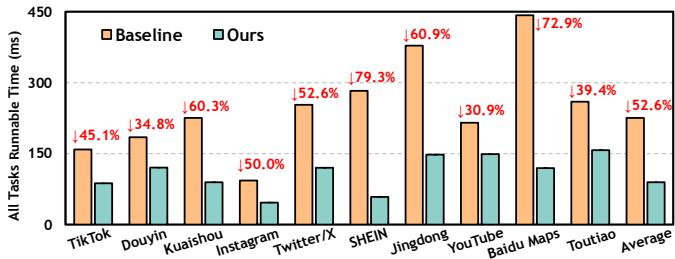 All Tasks Runnable Time (ms)
450
300
150
0
Baseline
Ours
↓45.1%
↓34.8%
↓60.3%
↓50.0%
↓52.6%
↓79.3%
↓60.9%
↓30.9%
↓72.9%
↓39.4%
↓52.6%
TikTok
Douyin
Kuaishou
Instagram
Twitter/X
SHEIN
Jingdong
YouTube
Baidu Maps
Toutiao
Average